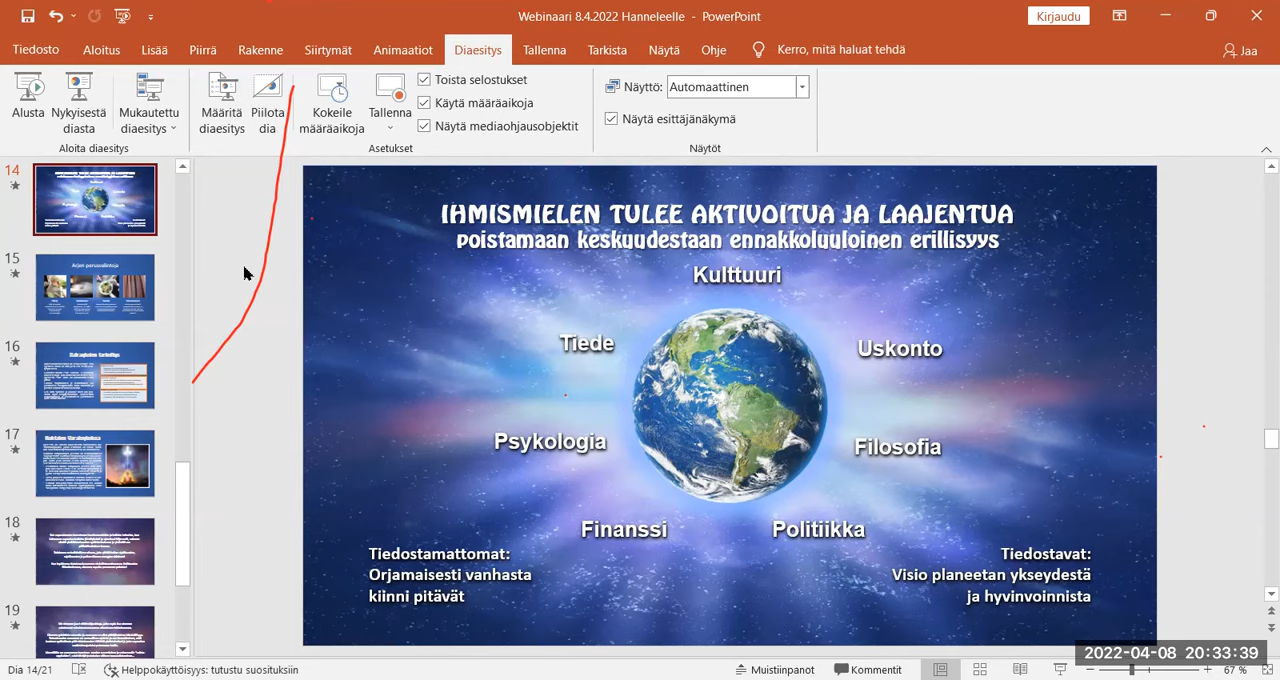 Webinaari 8.4.2022 Hanneleelle - PowerPoint
Kirjaudu
Tiedosto Aloitus Lisää Piirrä Rakenne Siirtymät Animaatiot Diaesitys Tallenna Tarkista Näytä Ohje Kerro, mitä haluat tehdä Jaa
Alusta
Nykyisestä
diasta
Mukautettu
diaesitys
Määritä
diaesitys
Piilota
dia
Kokeile
määräaikoja
Tallenna
Toista selostukset
Käytä määräaikoja
Näytä mediaohjausobjektit
Näyttö: Automaattinen
Näytä esittäjänäkymä
Aloita diaesitys
Asetukset
Näytöt
14
15
Arjen perusvalintoja
16
17
18
19
IHMISMIELEN TULEE AKTIVOITUA JA LAAJENTUA
poistamaan keskuudestaan ennakkoluuloinen erillisyys
Kulttuuri
Tiede
Uskonto
Psykologia
Filosofia
Finanssi
Politiikka
Tiedostamattomat:
Orjamaisesti vanhasta
kiinni pitävät
Tiedostavat:
Visio planeetan ykseydestä
ja hyvinvoinnista
2022-04-08 20:33:39
Dia 14/21 Helppokäyttöisyys: tutustu suosituksiin Muistiinpanot Kommentit 67 %